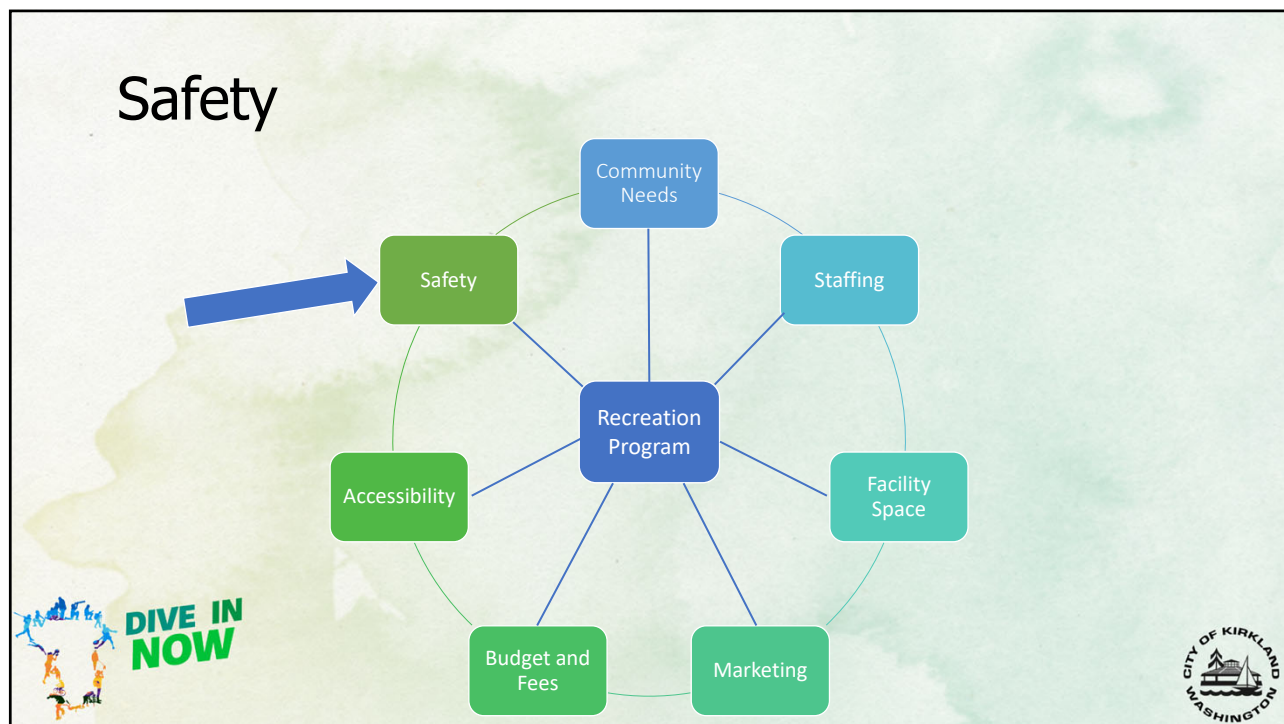 Safety
Community
Needs
Safety
Staffing
Recreation
Program
Accessibility
Facility
Space
Budget and
Fees
Marketing
DIVE IN
NOW
CITY OF KIRKLAND
WASHINGTON